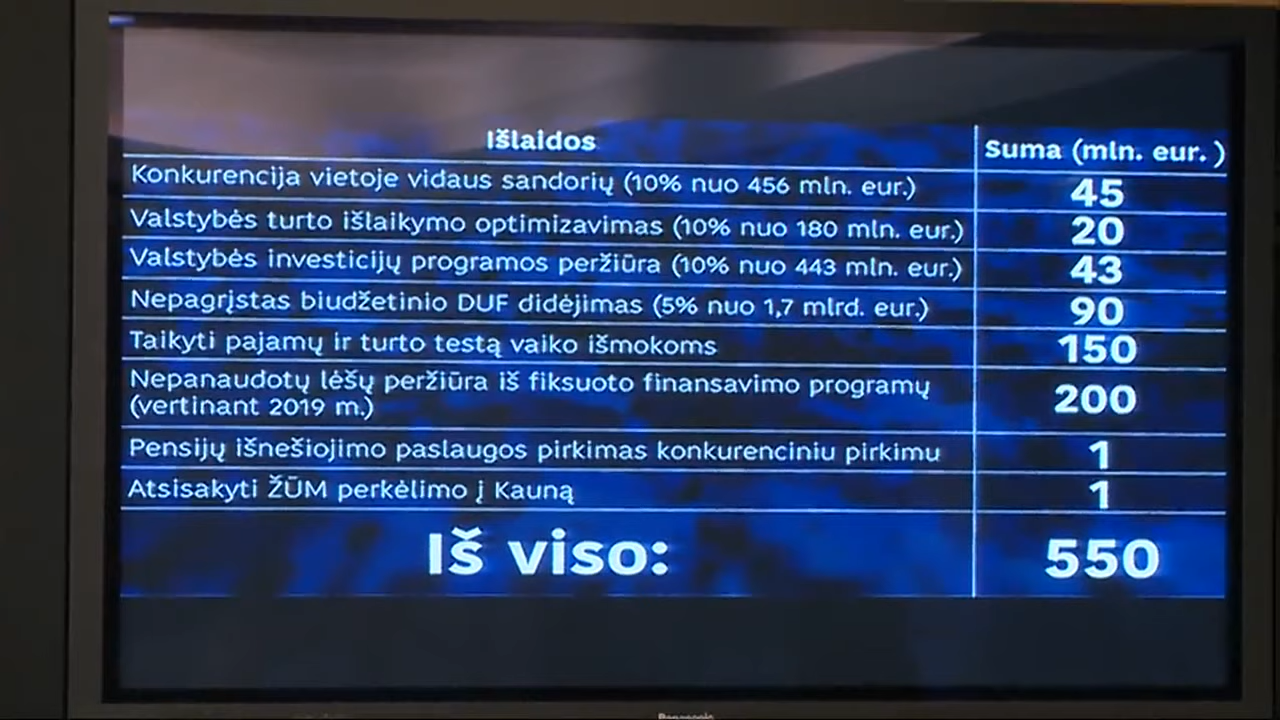 Išlaidos
Suma (mln. eur. )
Konkurencija vietoje vidaus sandorių (10% nuo 456 mln. eur.)
45
Valstybės turto išlaikymo optimizavimas (10% nuo 180 mln. eur.)
20
Valstybės investicijų programos peržiūra (10% nuo 443 mln. eur.)
43
Nepagrįstas biudžetinio DUF didėjimas (5% nuo 1,7 mlrd. eur.)
90
Taikyti pajamų ir turto testą vaiko išmokoms
150
Nepanaudotų lėšų peržiūra iš fiksuoto finansavimo programų
(vertinant 2019 m.)
200
Pensijų išnešiojimo paslaugos pirkimas konkurenciniu pirkimu
1
Atsisakyti ŽŪM perkėlimo į Kauną
1
Iš viso:
550